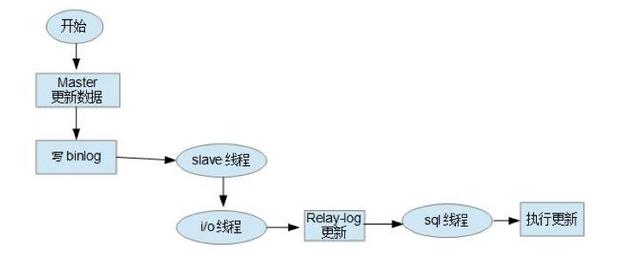 开始
Master
更新数据
写 binlog
slave 线程
i/o 线程
Relay-log
更新
sql 线程
执行更新